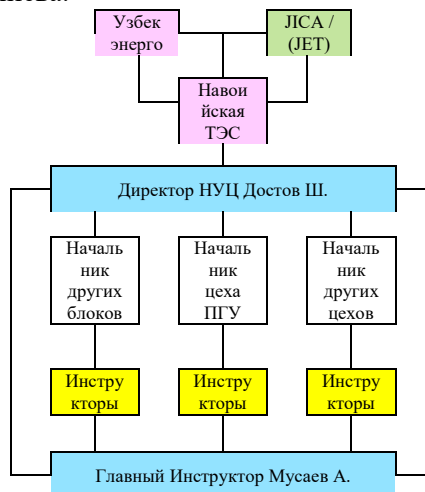 Узбек
энерго
ЛСА /
(JET)
Навои
йская
ТЭС
Директор НУЦ Достов Ш.
Началь
ник
других
блоков
Началь
ник
цеха
ПГУ
Началь
ник
других
цехов
Инстру
кторы
Инстру
кторы
Инстру
кторы
Главный Инструктор Мусаев А.